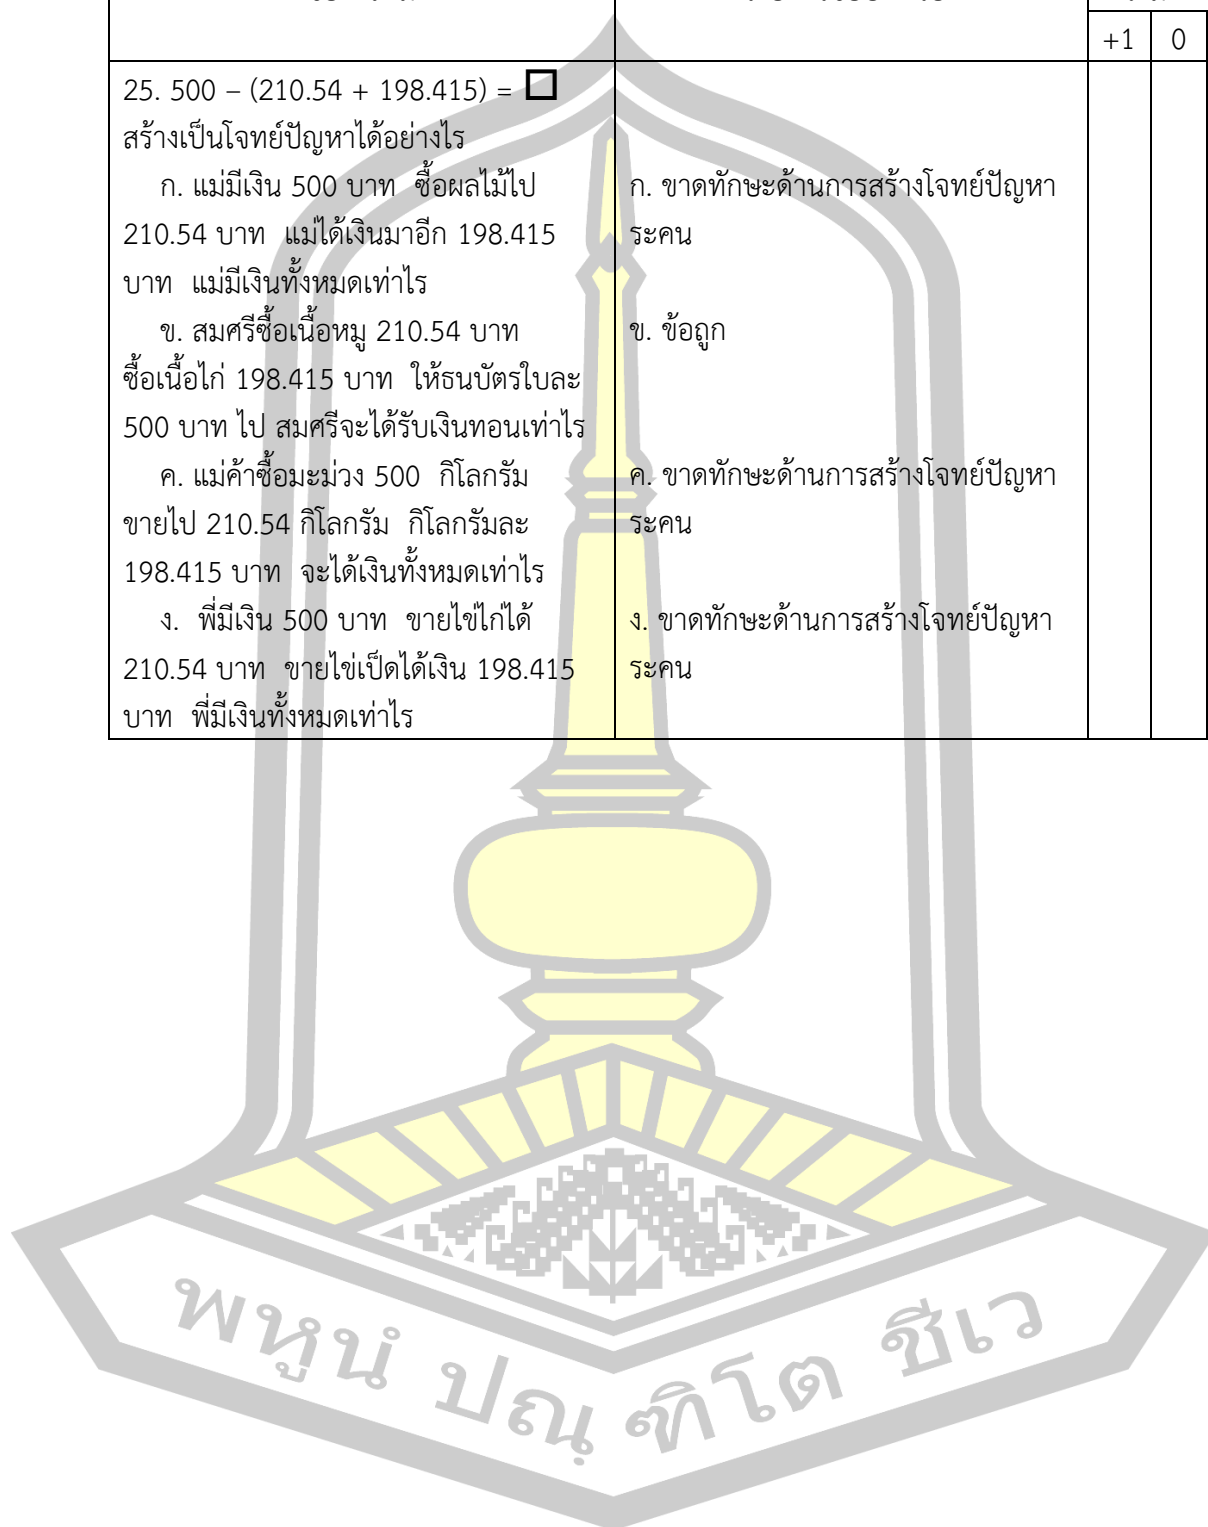 +1 0
25. 500 – (210.54 + 198.415) = □
สร้างเป็นโจทย์ปัญหาได้อย่างไร
ก. แม่มีเงิน 500 บาท ซื้อผลไม้ไป
210.54 บาท แม่ได้เงินมาอีก 198.415
บาท แม่มีเงินทั้งหมดเท่าไร
ข. สมศรีซื้อเนื้อหมู 210.54 บาท
ซื้อเนื้อไก่ 198.415 บาท ให้ธนบัตรใบละ
500 บาท ไป สมศรีจะได้รับเงินทอนเท่าไร
ค. แม่ค้าซื้อมะม่วง 500 กิโลกรัม
ขายไป 210.54 กิโลกรัม กิโลกรัมละ
198.415 บาท จะได้เงินทั้งหมดเท่าไร
ง. พี่มีเงิน 500 บาท ขายไข่ไก่ได้
210.54 บาท ขายไข่เป็ดได้เงิน 198.415
บาท พี่มีเงินทั้งหมดเท่าไร
ก. ขาดทักษะด้านการสร้างโจทย์ปัญหา
ระคน
ข. ข้อถูก
ค. ขาดทักษะด้านการสร้างโจทย์ปัญหา
ระคน
ง. ขาดทักษะด้านการสร้างโจทย์ปัญหา
ระคน
พหูนํ ปณฺฑิโต ชีเว